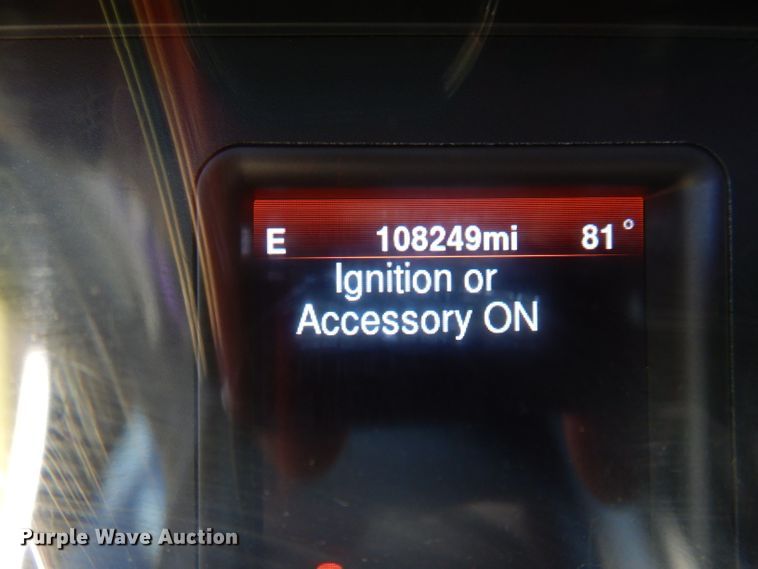 E 108249mi 81°
Ignition or
Accessory ON
Purple Wave Auction